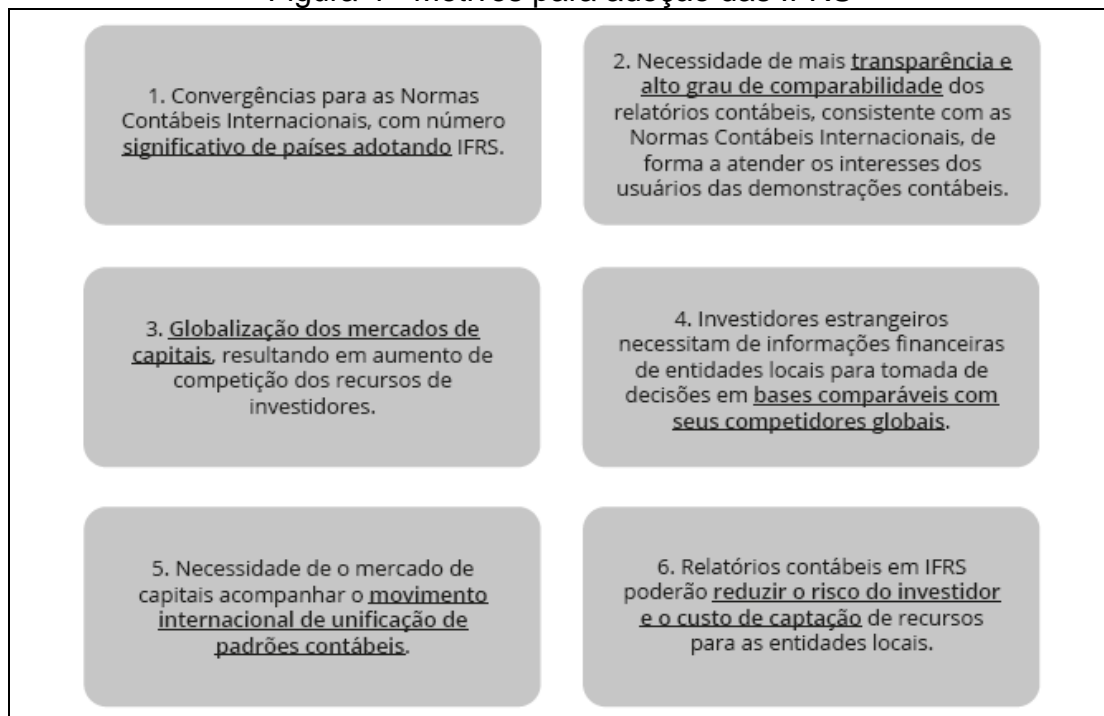 1. Convergências para as Normas
Contábeis Internacionais, com número
significativo de países adotando IFRS.
2. Necessidade de mais transparência e
alto grau de comparabilidade dos
relatórios contábeis, consistente com as
Normas Contábeis Internacionais, de
forma a atender os interesses dos
usuários das demonstrações contábeis.
3. Globalização dos mercados de
capitais, resultando em aumento de
competição dos recursos de
investidores.
4. Investidores estrangeiros
necessitam de informações financeiras
de entidades locais para tomada de
decisões em bases comparáveis com
seus competidores globais.
5. Necessidade de o mercado de
capitais acompanhar o movimento
internacional de unificação de
padrões contábeis.
6. Relatórios contábeis em IFRS
poderão reduzir o risco do investidor
e o custo de captação de recursos
para as entidades locais.